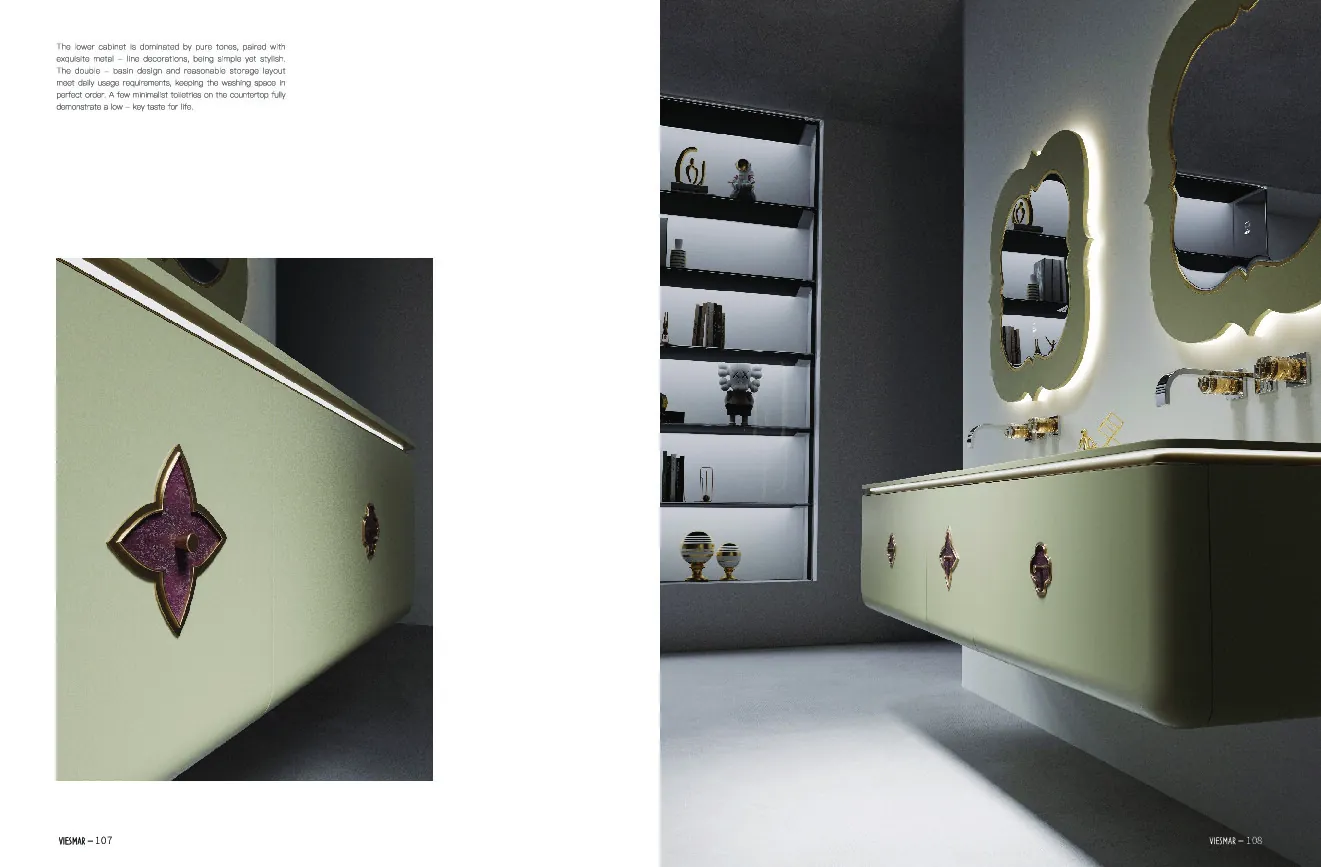 The lower cabinet is dominated by pure tones, paired with
exquisite metal – line decorations, being simple yet stylish.
The double – basin design and reasonable storage layout
meet daily usage requirements, keeping the washing space in
perfect order. A few minimalist toiletries on the countertop fully
demonstrate a low – key taste for life.
VIESMAR – 107
VIESMAR – 108